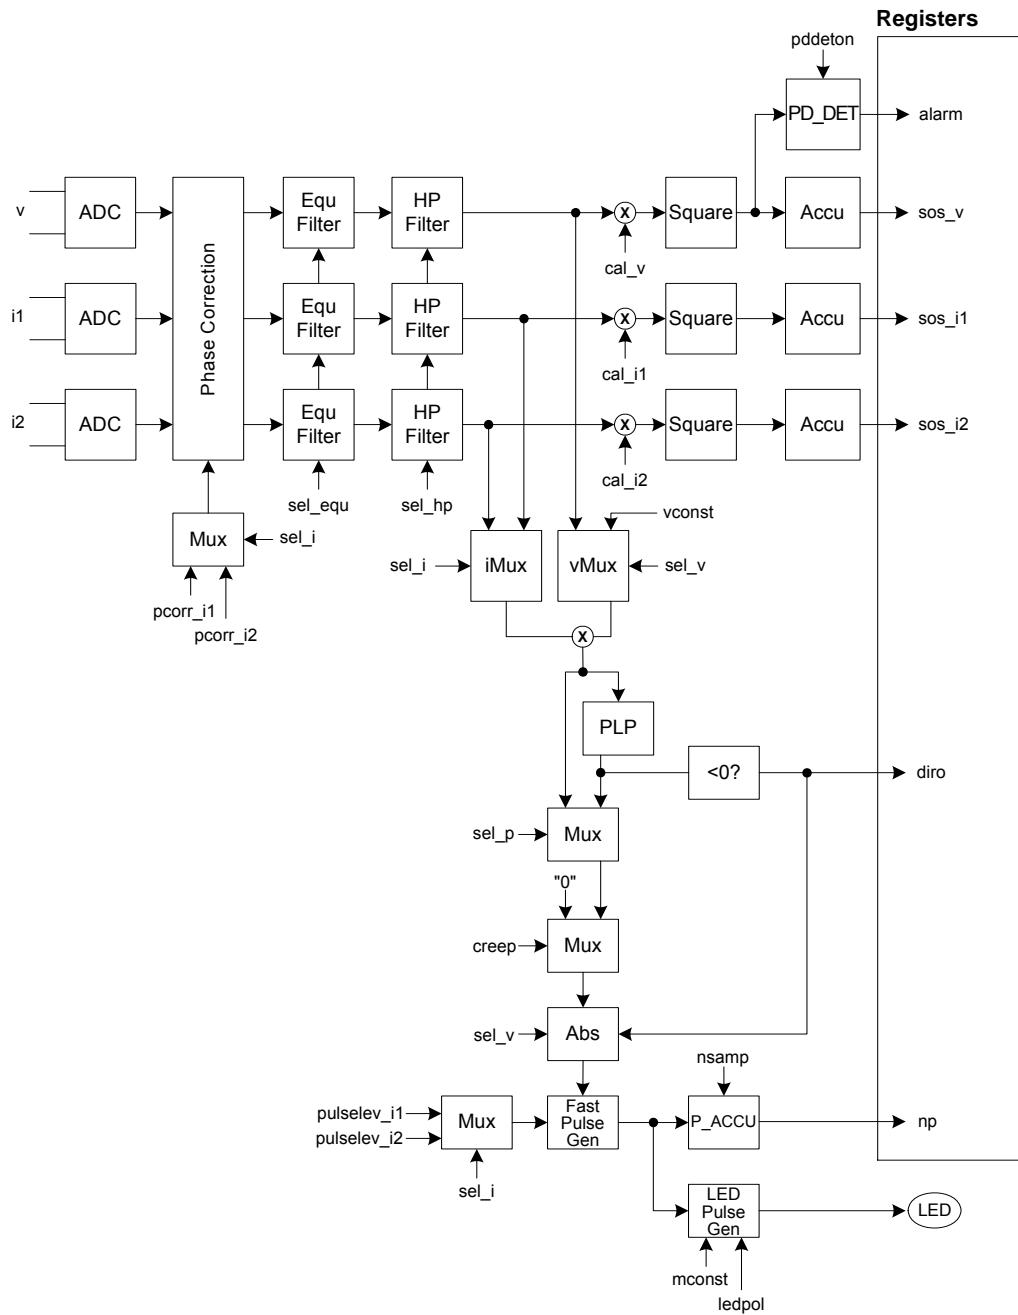 Registers
pddeton
PD_DET
alarm
v
ADC
Phase Correction
Equ
Filter
HP
Filter
X
cal_v
Square
Accu
sos_v
i1
ADC
Equ
Filter
HP
Filter
X
cal_i1
Square
Accu
sos_i1
i2
ADC
Equ
Filter
HP
Filter
X
cal_i2
Square
Accu
sos_i2
sel_equ
sel_hp
vconst
Mux
sel_i
sel_i
iMux
vMux
sel_v
pcorr_i1
pcorr_i2
X
PLP
<0?
diro
sel_p
Mux
"0"
creep
Mux
sel_v
Abs
nsamp
pulselev_i1
pulselev_i2
Mux
Fast
Pulse
Gen
P_ACCU
np
sel_i
LED
Pulse
Gen
LED
mconst
ledpol